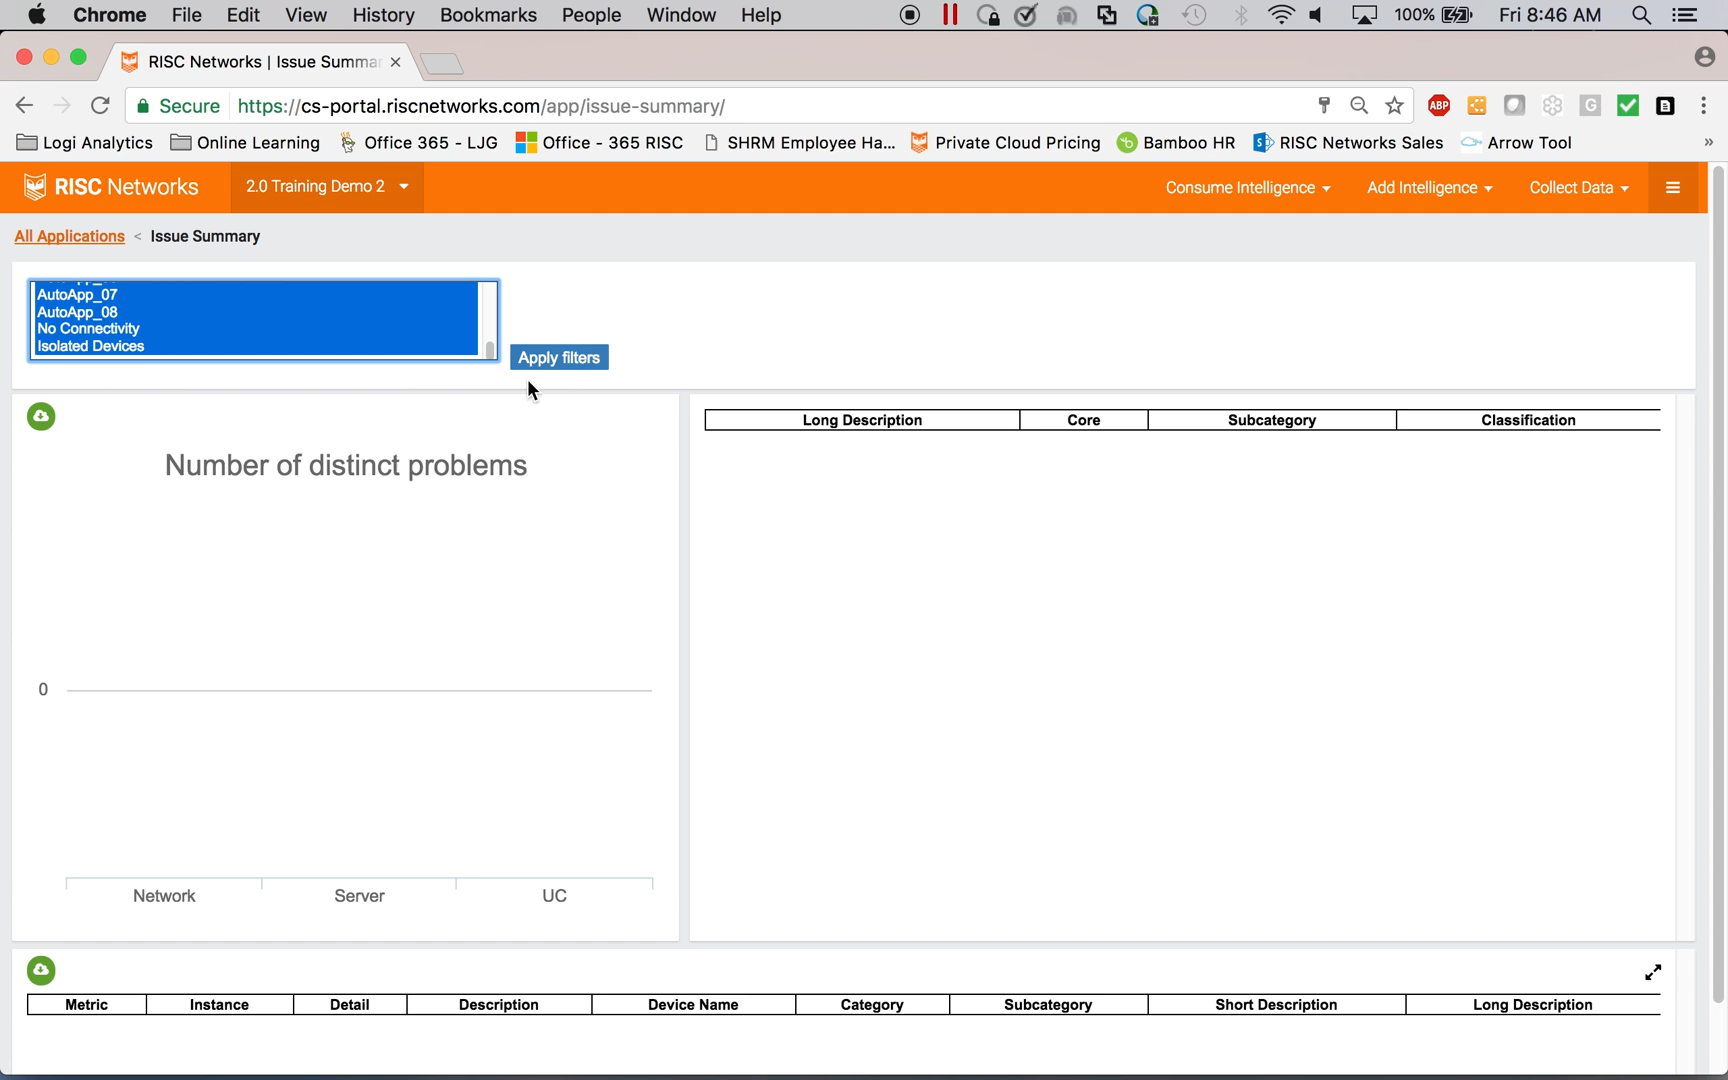 Chrome File Edit View History Bookmarks People Window Help 100% Fri 8:46 AM
RISC Networks | Issue Summar
Secure https://cs-portal.riscnetworks.com/app/issue-summary/ ABP G
Logi Analytics Online Learning Office 365 - LJG Office - 365 RISC SHRM Employee Ha... Private Cloud Pricing Bamboo HR RISC Networks Sales Arrow Tool »
RISC Networks 2.0 Training Demo 2 Consume Intelligence Add Intelligence Collect Data
All Applications < Issue Summary
AutoApp_07
AutoApp_08
No Connectivity
Isolated Devices
Apply filters
Number of distinct problems
0
Network Server UC
Long Description Core Subcategory Classification
Metric Instance Detail Description Device Name Category Subcategory Short Description Long Description